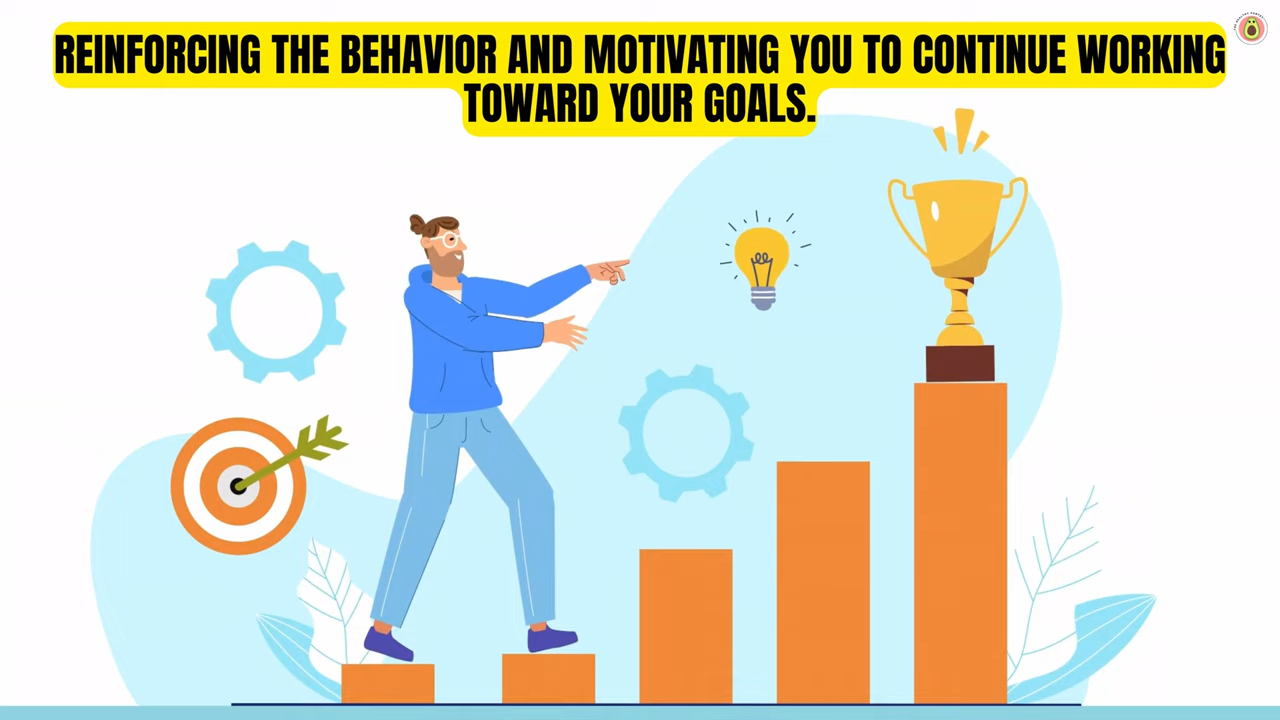 REINFORCING THE BEHAVIOR AND MOTIVATING YOU TO CONTINUE WORKING
TOWARD YOUR GOALS.